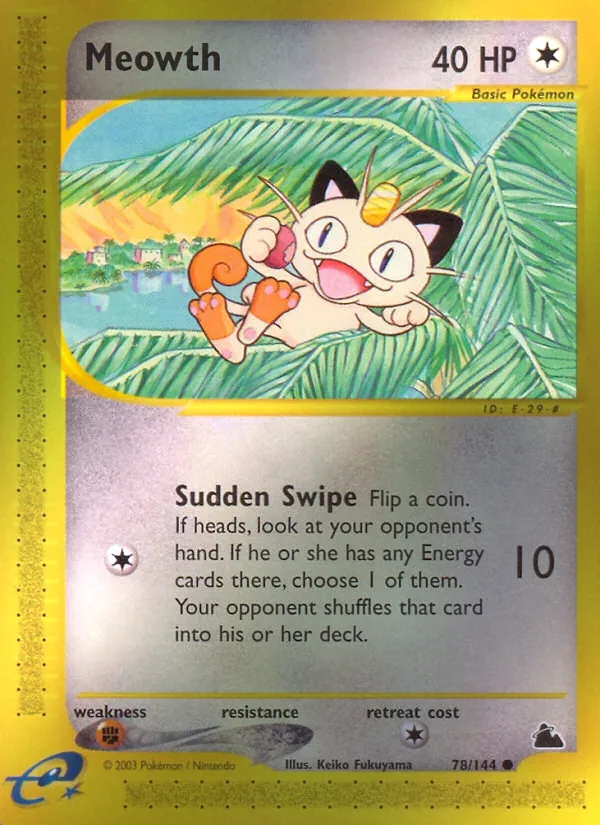 Meowth
40 HP
Basic Pokémon
ID: E-29-#
Sudden Swipe Flip a coin.
If heads, look at your opponent's
hand. If he or she has any Energy
cards there, choose 1 of them.
Your opponent shuffles that card
into his or her deck.
10
weakness resistance retreat cost
© 2003 Pokémon / Nintendo Illus. Keiko Fukuyama 78/144
e